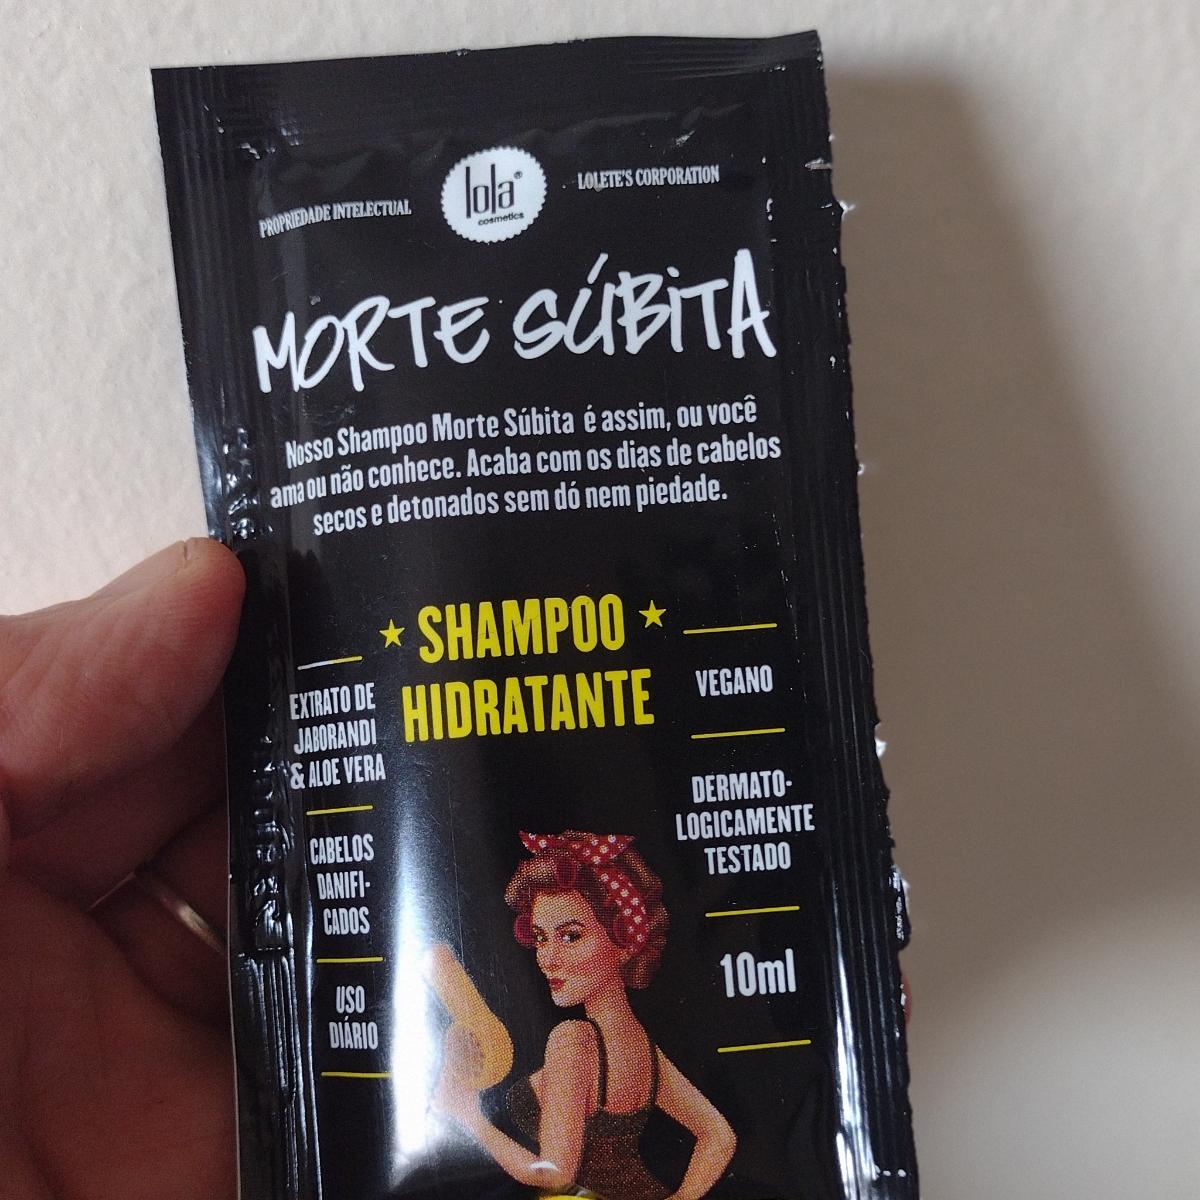 PROPRIEDADE INTELECTUAL
lola®
cosmetics
LOLETE'S CORPORATION
MORTE SÚBITA
Nosso Shampoo Morte Súbita é assim, ou você
ama ou não conhece. Acaba com os dias de cabelos
secos e detonados sem dó nem piedade.
SHAMPOO
HIDRATANTE
EXTRATO DE
JABORANDI
& ALOE VERA
CABELOS
DANIFI-
CADOS
USO
DIÁRIO
VEGANO
DERMATO-
LOGICAMENTE
TESTADO
10ml